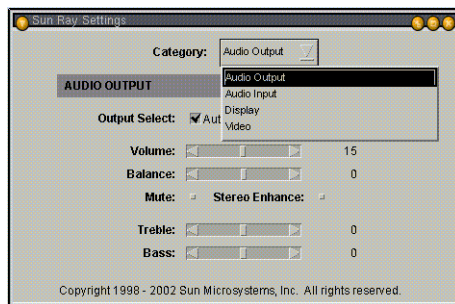 Sun Ray Settings
Category: Audio Output
Audio Output
AUDIO OUTPUT
Audio Input
Display
Output Select: Aut
Video
Volume: 15
Balance: 0
Mute: Stereo Enhance:
Treble: 0
Bass: 0
Copyright 1998 - 2002 Sun Microsystems, Inc. All rights reserved.